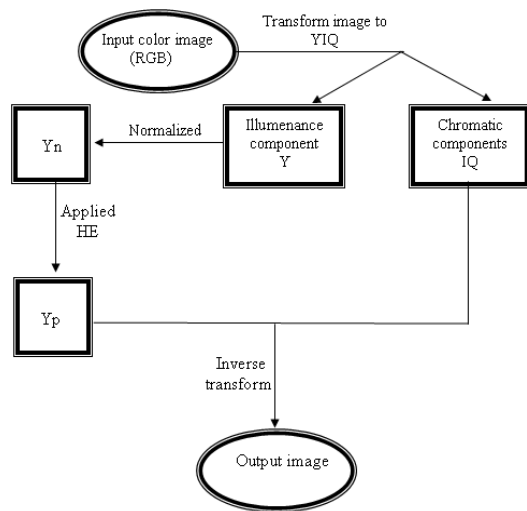 Input color image
(RGB)
Transform image to
YIQ
Illumenance
component
Y
Chromatic
components
IQ
Normalized
Yn
Applied
HE
Yp
Inverse
transform
Output image